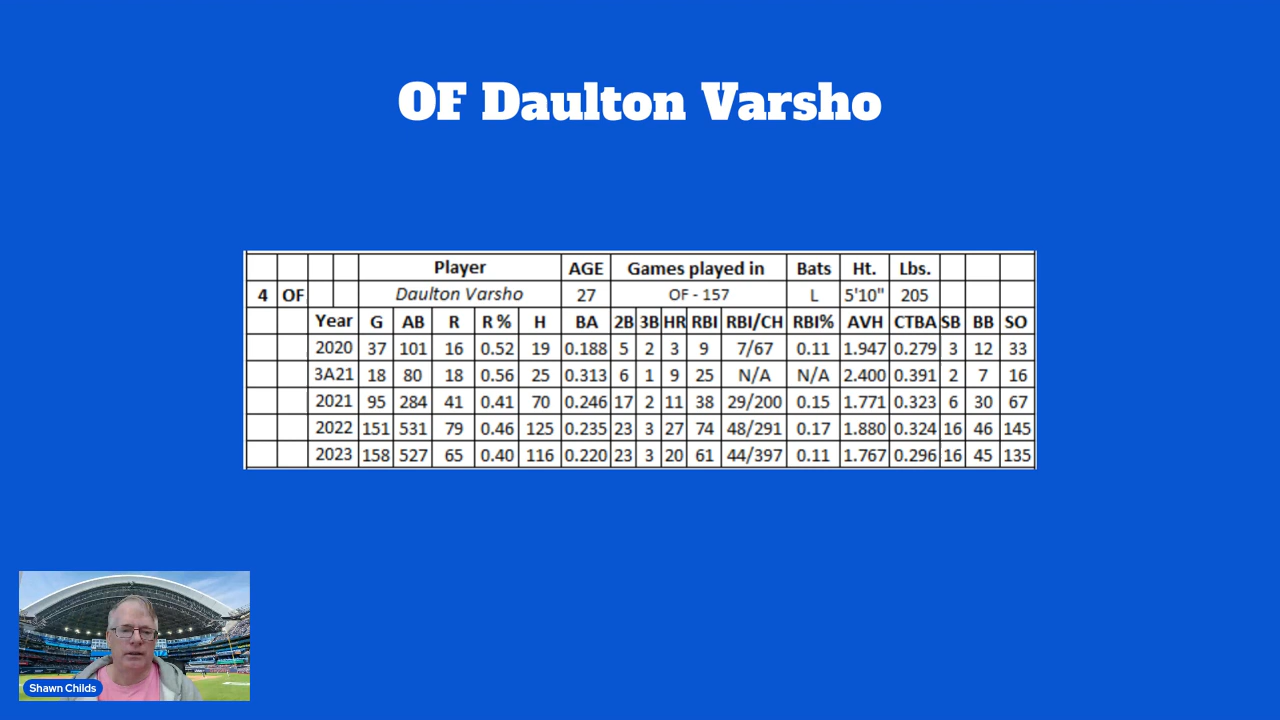 OF Daulton Varsho
Player AGE Games played in Bats Ht. Lbs.
4 OF Daulton Varsho 27 OF - 157 L 5'10" 205
Year G AB R R % H BA 2B 3B HR RBI RBI/CH RBI% AVH CTBA SB BB SO
2020 37 101 16 0.52 19 0.188 5 2 3 9 7/67 0.11 1.947 0.279 3 12 33
3A21 18 80 18 0.56 25 0.313 6 1 9 25 N/A N/A 2.400 0.391 2 7 16
2021 95 284 41 0.41 70 0.246 17 2 11 38 29/200 0.15 1.771 0.323 6 30 67
2022 151 531 79 0.46 125 0.235 23 3 27 74 48/291 0.17 1.880 0.324 16 46 145
2023 158 527 65 0.40 116 0.220 23 3 20 61 44/397 0.11 1.767 0.296 16 45 135
Shawn Childs